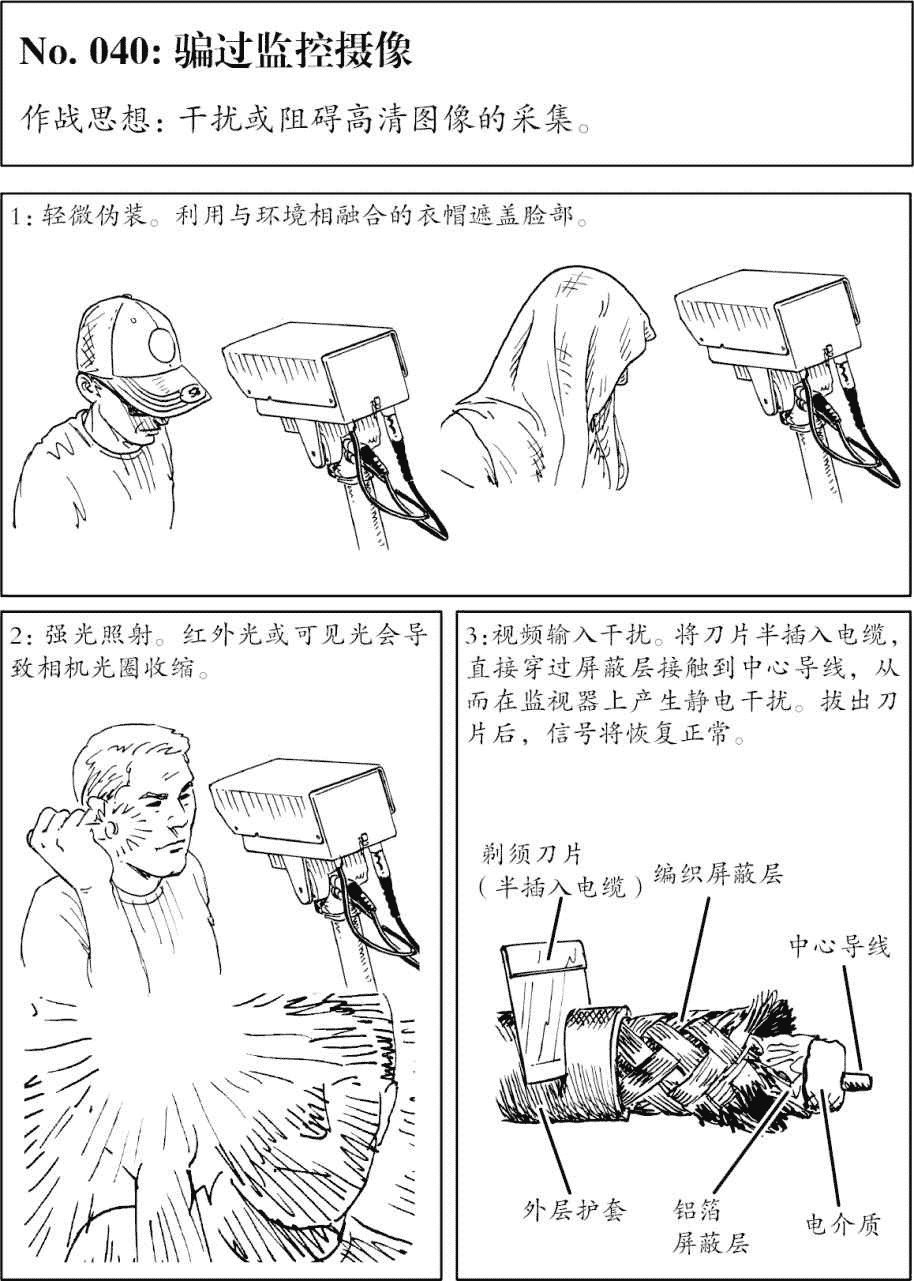 No. 040: 骗过监控摄像
作战思想: 干扰或阻碍高清图像的采集。
1: 轻微伪装。利用与环境相融合的衣帽遮盖脸部。
2: 强光照射。红外光或可见光会导
致相机光圈收缩。
3:视频输入干扰。将刀片半插入电缆,
直接穿过屏蔽层接触到中心导线, 从
而在监视器上产生静电干扰。拔出刀
片后, 信号将恢复正常。
剃须刀片
(半插入电缆)
编织屏蔽层
中心导线
外层护套
铝箔
屏蔽层
电介质